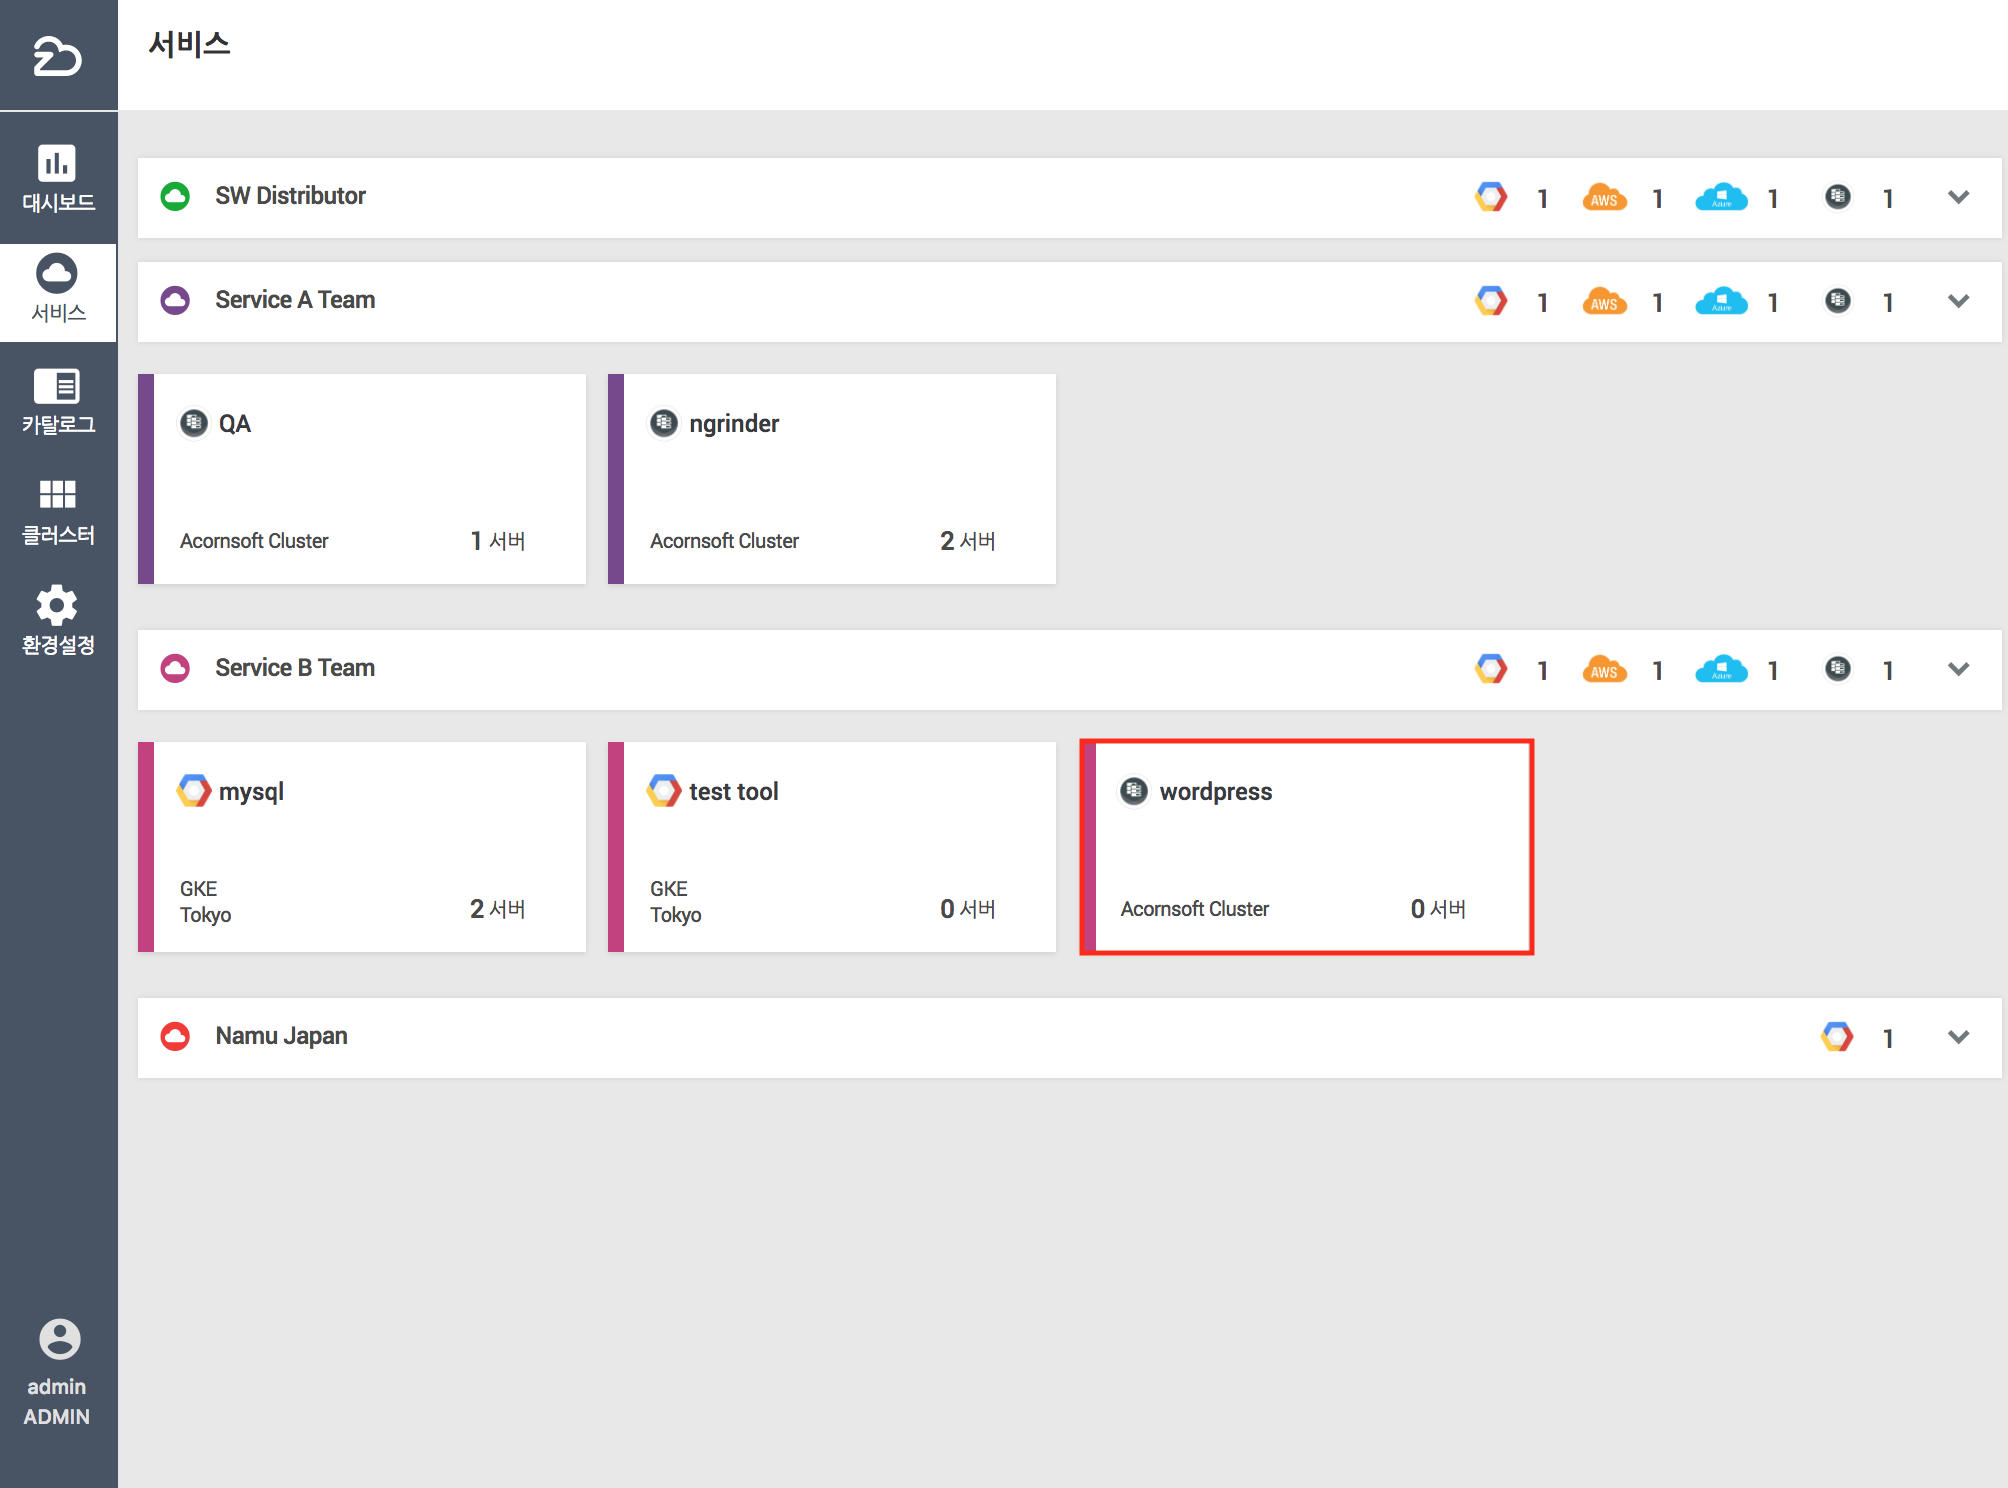 서비스
대시보드
서비스
카탈로그
클러스터
환경설정
admin
ADMIN
SW Distributor 1 AWS 1 Azure 1 1
Service A Team 1 AWS 1 Azure 1 1
QA
Acornsoft Cluster 1 서버
ngrinder
Acornsoft Cluster 2 서버
Service B Team 1 AWS 1 Azure 1 1
mysql
GKE
Tokyo 2 서버
test tool
GKE
Tokyo 0 서버
wordpress
Acornsoft Cluster 0 서버
Namu Japan 1